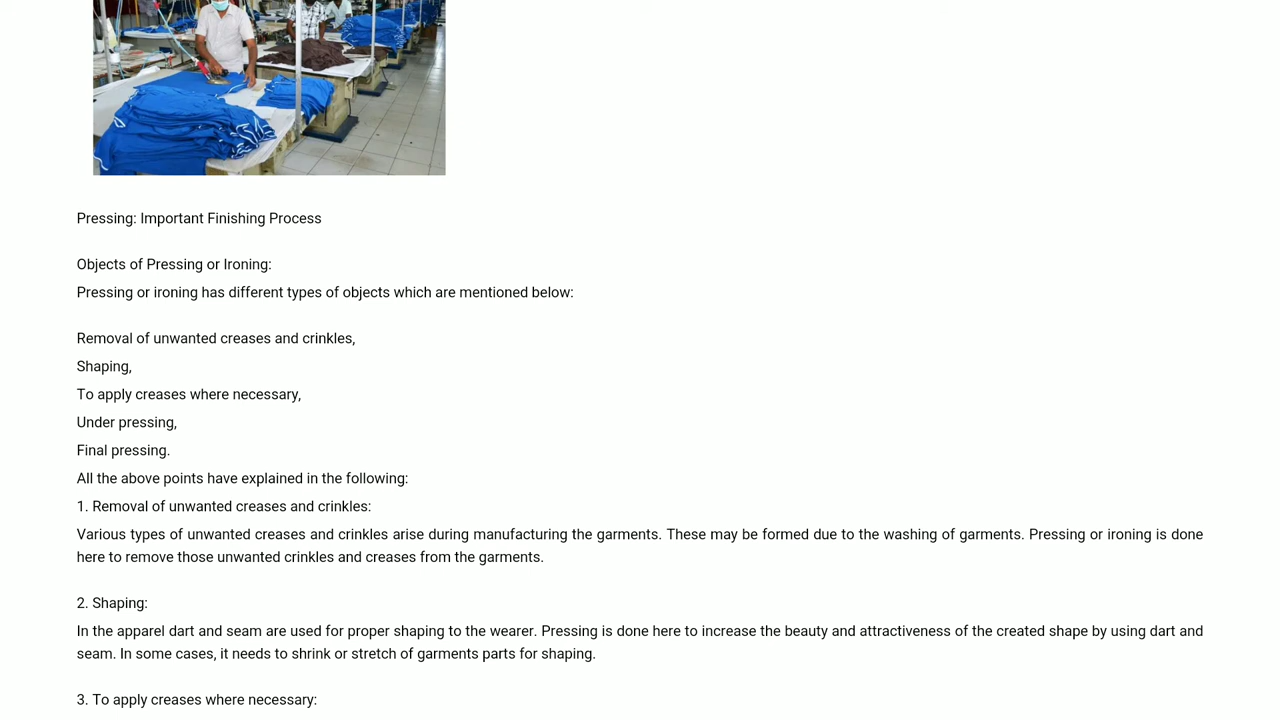 Pressing: Important Finishing Process
Objects of Pressing or Ironing:
Pressing or ironing has different types of objects which are mentioned below:
Removal of unwanted creases and crinkles,
Shaping,
To apply creases where necessary,
Under pressing,
Final pressing.
All the above points have explained in the following:
1. Removal of unwanted creases and crinkles:
Various types of unwanted creases and crinkles arise during manufacturing the garments. These may be formed due to the washing of garments. Pressing or ironing is done
here to remove those unwanted crinkles and creases from the garments.
2. Shaping:
In the apparel dart and seam are used for proper shaping to the wearer. Pressing is done here to increase the beauty and attractiveness of the created shape by using dart and
seam. In some cases, it needs to shrink or stretch of garments parts for shaping.
3. To apply creases where necessary: